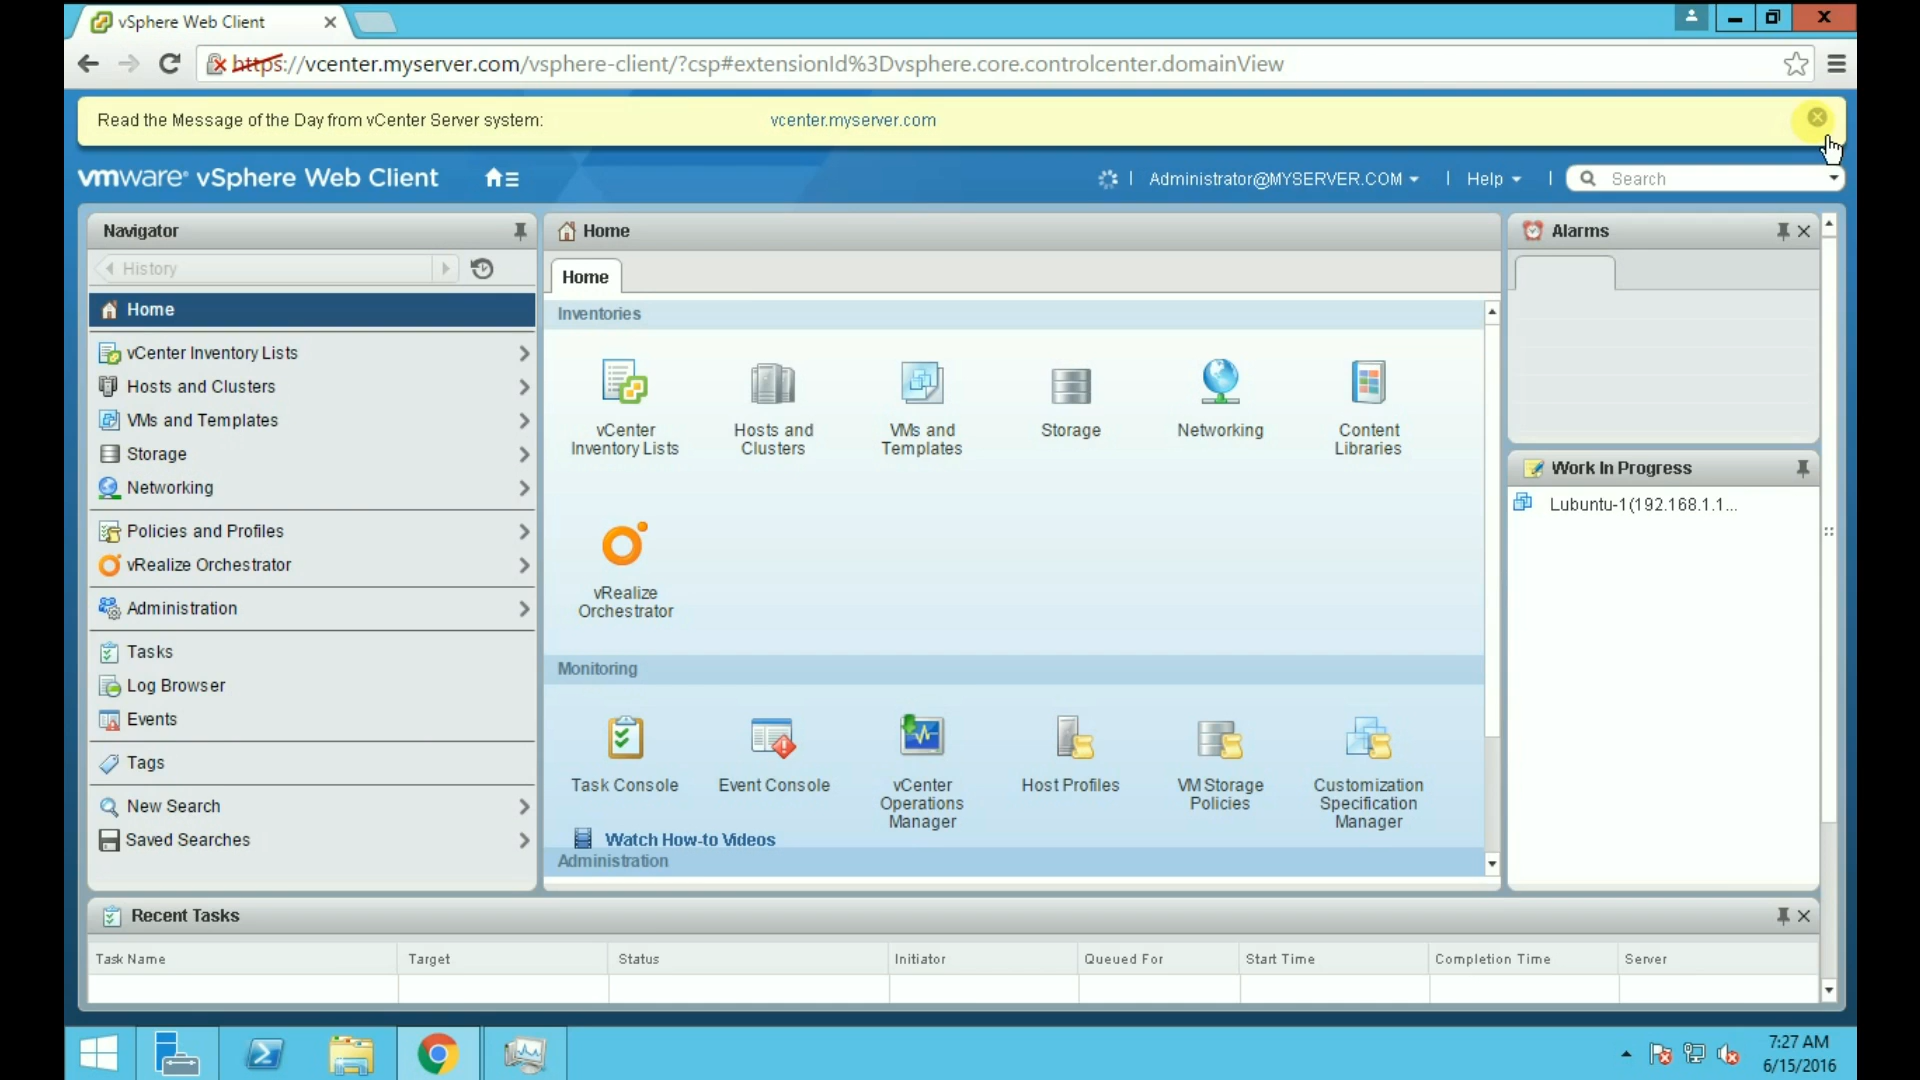 vSphere Web Client
https://vcenter.myserver.com/vsphere-client/?csp#extensionId%3Dvsphere.core.controlcenter.domainView
Read the Message of the Day from vCenter Server system: vcenter.myserver.com
vmware® vSphere Web Client
Administrator@MYSERVER.COM
Help
Search
Navigator
History
Home
vCenter Inventory Lists
Hosts and Clusters
VMs and Templates
Storage
Networking
Policies and Profiles
vRealize Orchestrator
Administration
Tasks
Log Browser
Events
Tags
New Search
Saved Searches
Home
Home
Inventories
vCenter
Inventory Lists
Hosts and
Clusters
VMs and
Templates
Storage
Networking
Content
Libraries
vRealize
Orchestrator
Monitoring
Task Console
Event Console
vCenter
Operations
Manager
Host Profiles
VM Storage
Policies
Customization
Specification
Manager
Watch How-to Videos
Administration
Alarms
Work In Progress
Lubuntu-1(192.168.1.1...
Recent Tasks
Task Name Target Status Initiator Queued For Start Time Completion Time Server
7:27 AM
6/15/2016